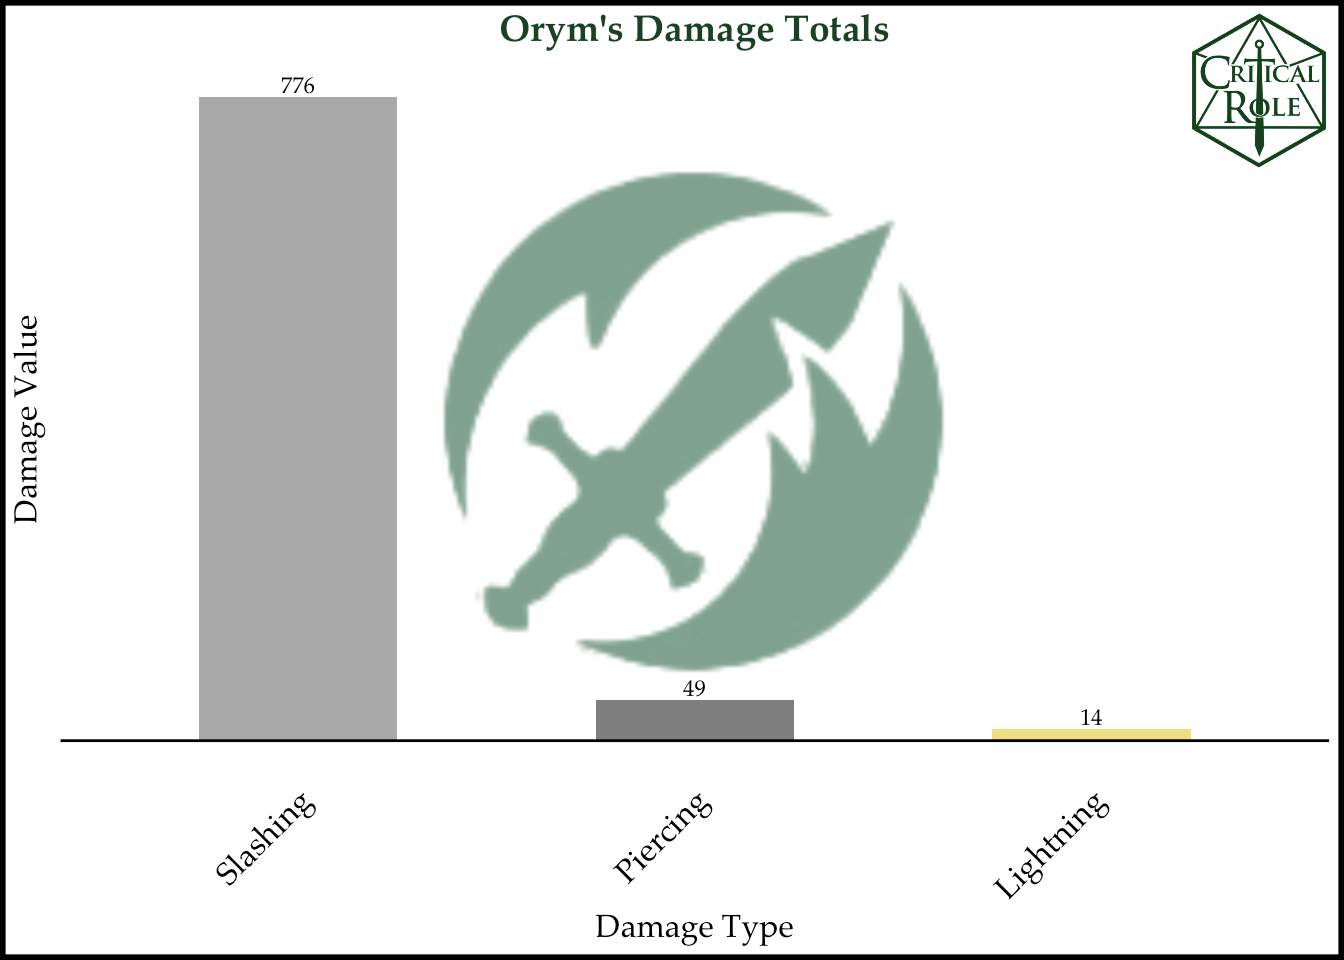 Orym's Damage Totals
CRITICAL
ROLE
776
49
14
Damage Value
Slashing
Piercing
Lightning
Damage Type